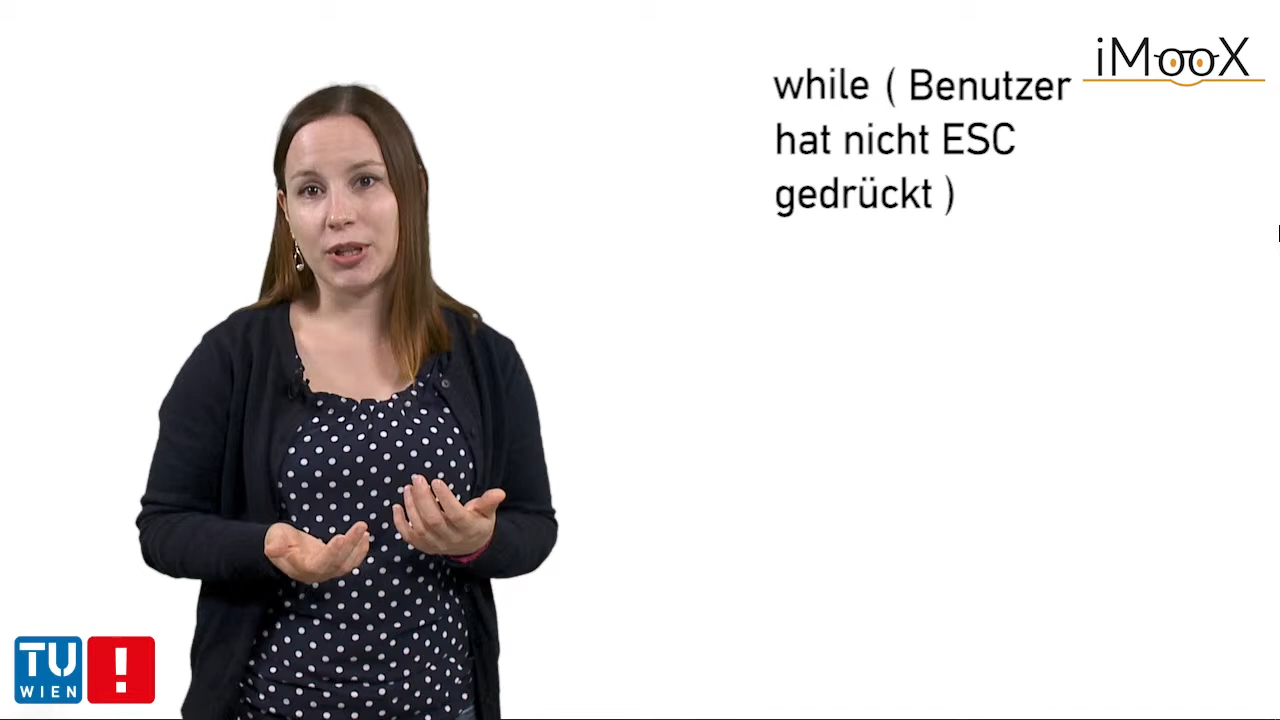 iMooX
while ( Benutzer
hat nicht ESC
gedrückt )
TU
WIEN
!